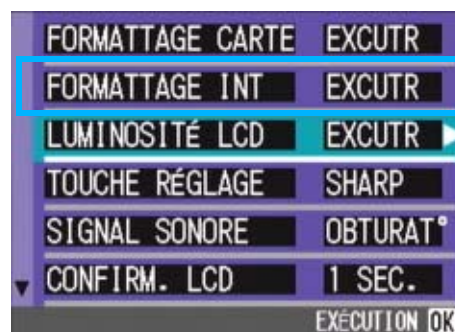 FORMATTAGE CARTE EXCUTR
FORMATTAGE INT EXCUTR
LUMINOSITÉ LCD EXCUTR
TOUCHE RÉGLAGE SHARP
SIGNAL SONORE OBTURAT°
CONFIRM. LCD 1 SEC.
EXÉCUTION OK